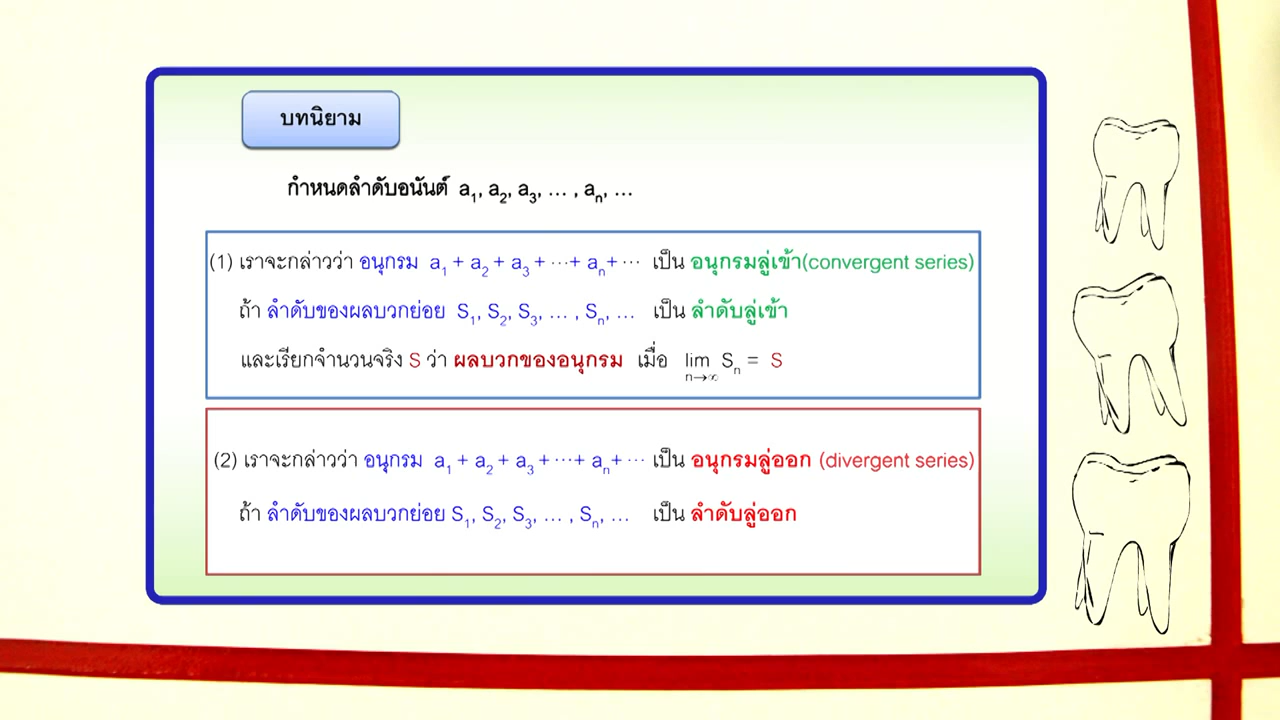 บทนิยาม
กำหนดลำดับอนันต์ a₁, a₂, a₃, … , aₙ, …
(1) เราจะกล่าวว่า อนุกรม a₁ + a₂ + a₃ + ⋯+ aₙ+ ⋯ เป็น อนุกรมลู่เข้า(convergent series)
ถ้า ลำดับของผลบวกย่อย S₁, S₂, S₃, … , Sₙ, … เป็น ลำดับลู่เข้า
และเรียกจำนวนจริง S ว่า ผลบวกของอนุกรม เมื่อ lim n→∞ Sₙ = S
(2) เราจะกล่าวว่า อนุกรม a₁ + a₂ + a₃ + ⋯+ aₙ+ ⋯ เป็น อนุกรมลู่ออก (divergent series)
ถ้า ลำดับของผลบวกย่อย S₁, S₂, S₃, … , Sₙ, … เป็น ลำดับลู่ออก